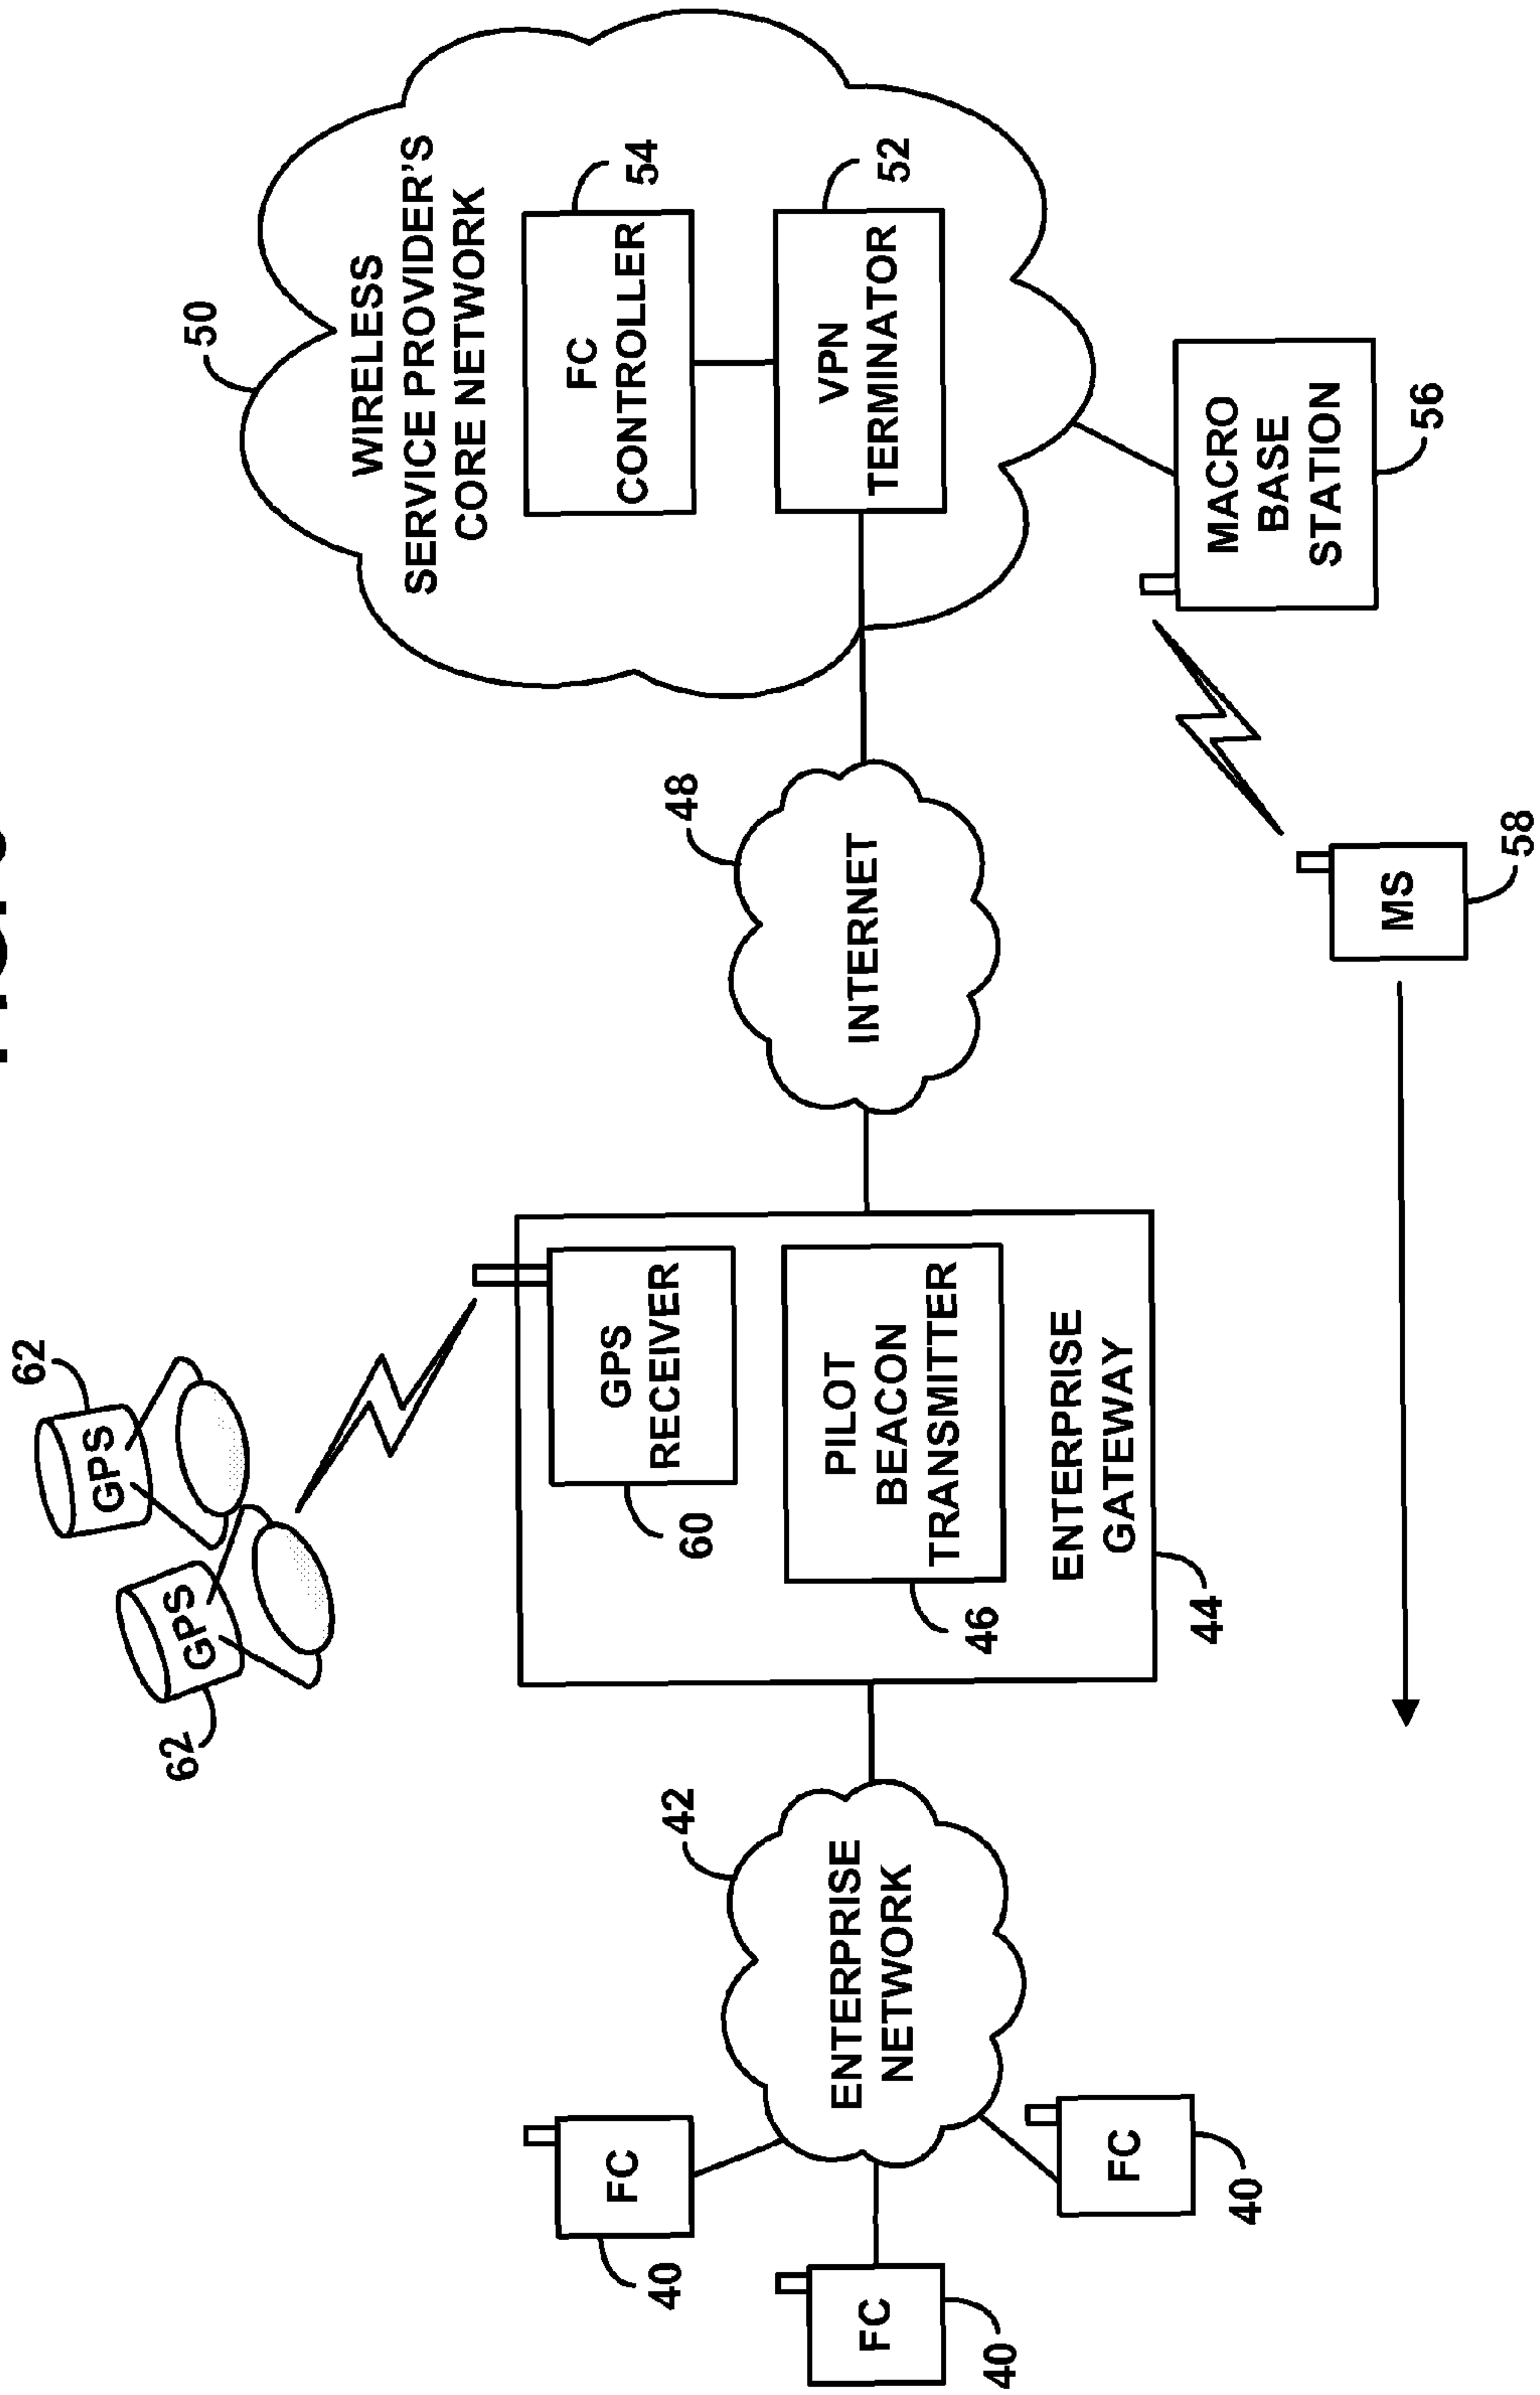 62
62
GPS
GPS
50
WIRELESS
SERVICE PROVIDER'S
CORE NETWORK
FC
CONTROLLER
54
VPN
TERMINATOR
52
MACRO
BASE
STATION
56
48
INTERNET
MS
58
GPS
RECEIVER
60
PILOT
BEACON
TRANSMITTER
46
ENTERPRISE
GATEWAY
44
42
ENTERPRISE
NETWORK
FC
40
FC
40
FC
40